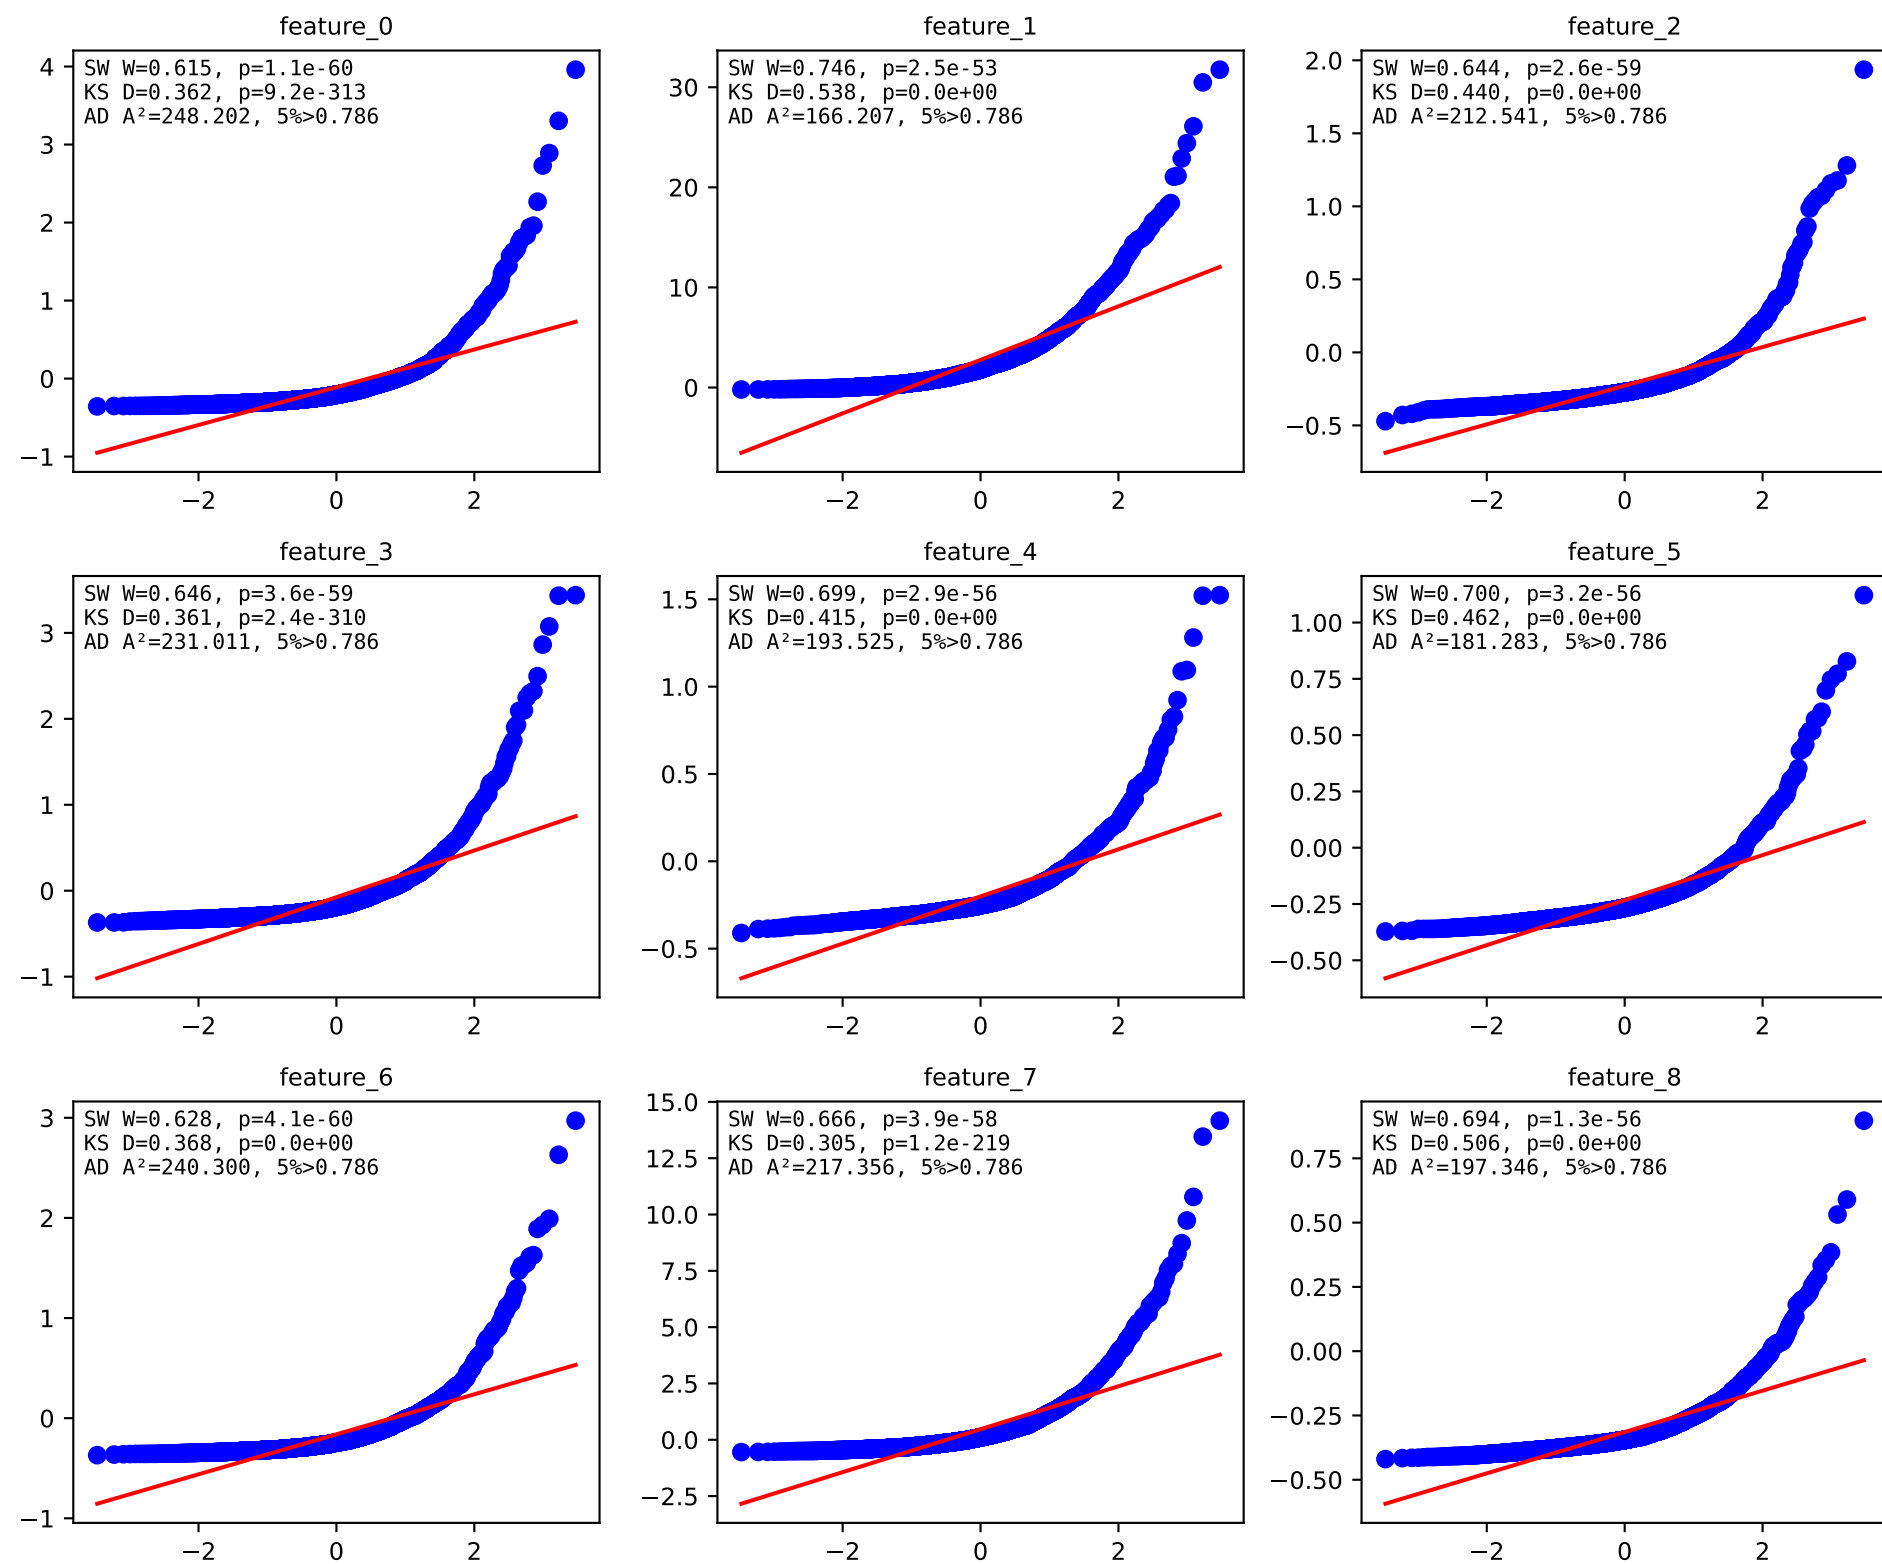 feature_0
4
3
2
1
0
−1
SW W=0.615, p=1.1e-60
KS D=0.362, p=9.2e-313
AD A²=248.202, 5%>0.786
−2 0 2
feature_1
30
20
10
0
SW W=0.746, p=2.5e-53
KS D=0.538, p=0.0e+00
AD A²=166.207, 5%>0.786
−2 0 2
feature_2
2.0
1.5
1.0
0.5
0.0
−0.5
SW W=0.644, p=2.6e-59
KS D=0.440, p=0.0e+00
AD A²=212.541, 5%>0.786
−2 0 2
feature_3
3
2
1
0
−1
SW W=0.646, p=3.6e-59
KS D=0.361, p=2.4e-310
AD A²=231.011, 5%>0.786
−2 0 2
feature_4
1.5
1.0
0.5
0.0
−0.5
SW W=0.699, p=2.9e-56
KS D=0.415, p=0.0e+00
AD A²=193.525, 5%>0.786
−2 0 2
feature_5
1.00
0.75
0.50
0.25
0.00
−0.25
−0.50
SW W=0.700, p=3.2e-56
KS D=0.462, p=0.0e+00
AD A²=181.283, 5%>0.786
−2 0 2
feature_6
3
2
1
0
−1
SW W=0.628, p=4.1e-60
KS D=0.368, p=0.0e+00
AD A²=240.300, 5%>0.786
−2 0 2
feature_7
15.0
12.5
10.0
7.5
5.0
2.5
0.0
−2.5
SW W=0.666, p=3.9e-58
KS D=0.305, p=1.2e-219
AD A²=217.356, 5%>0.786
−2 0 2
feature_8
0.75
0.50
0.25
0.00
−0.25
−0.50
SW W=0.694, p=1.3e-56
KS D=0.506, p=0.0e+00
AD A²=197.346, 5%>0.786
−2 0 2